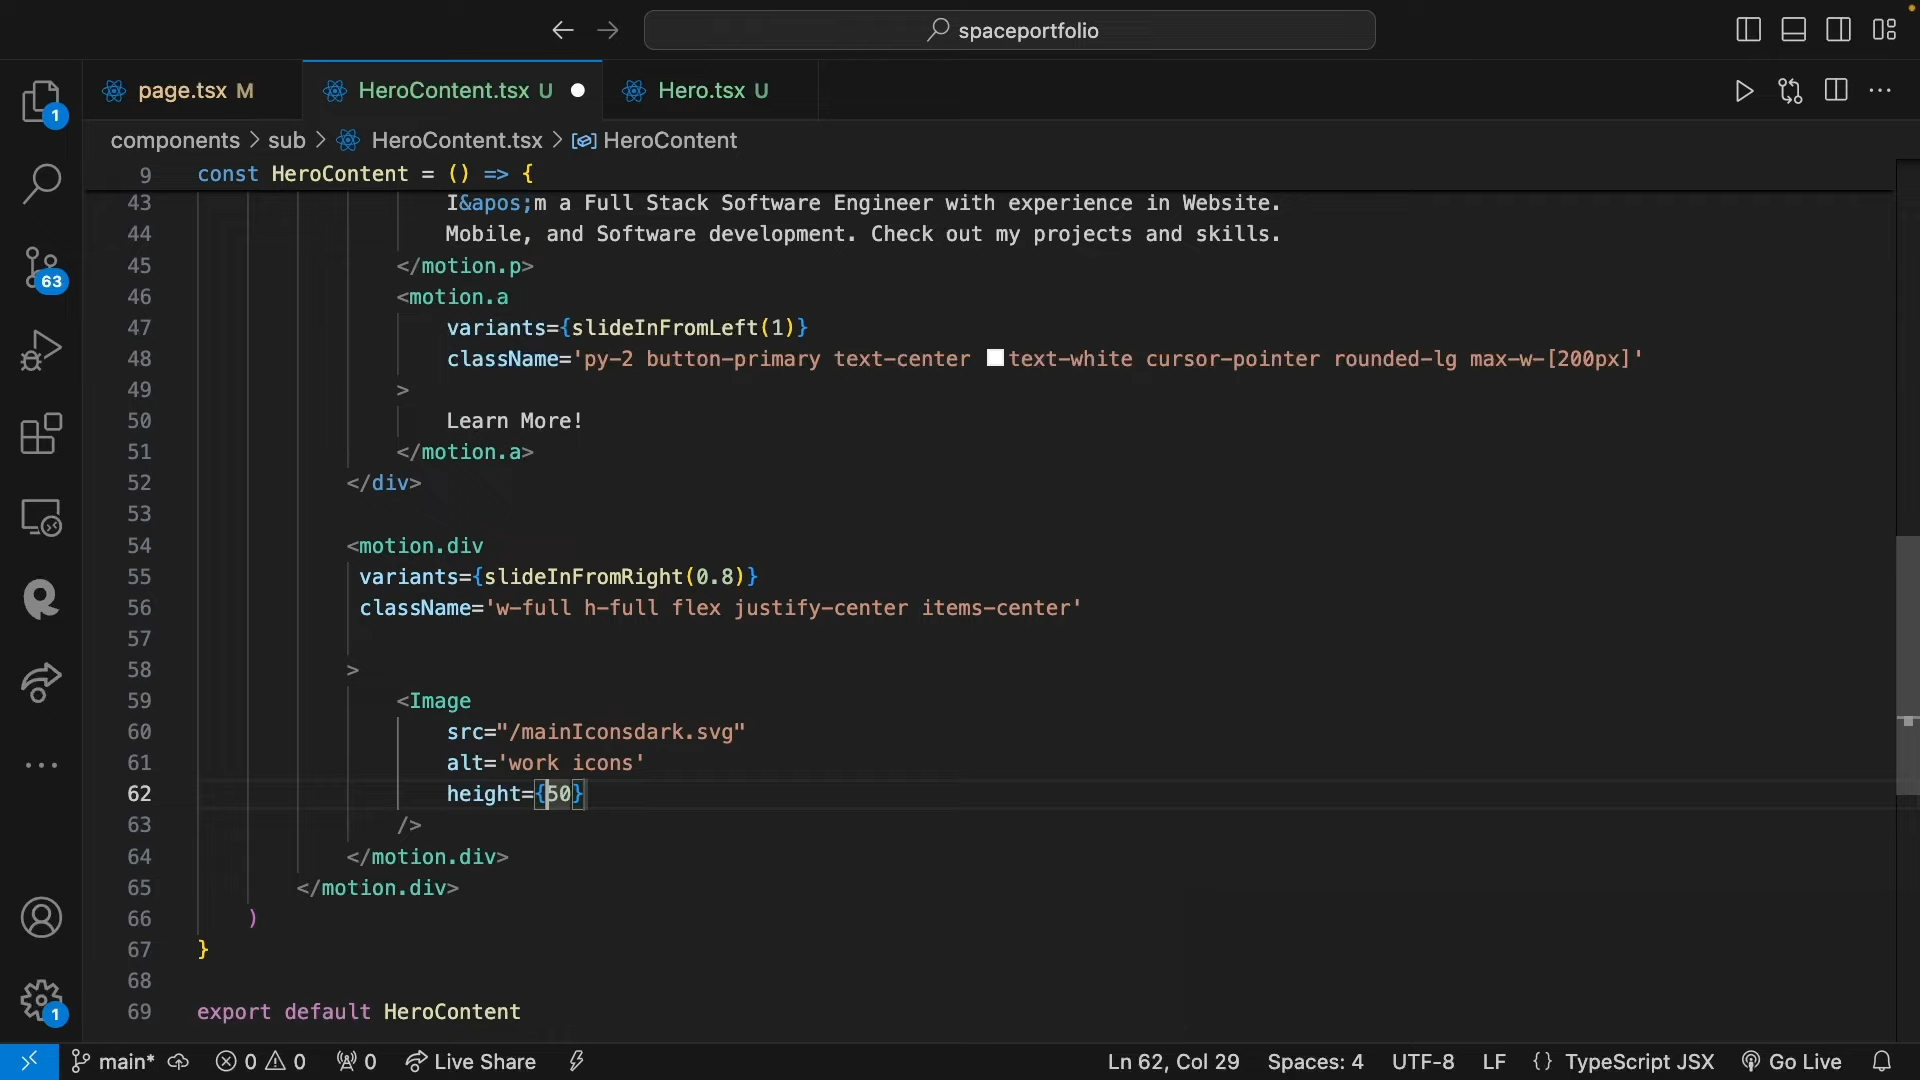 spaceportfolio
page.tsx M
HeroContent.tsx U
Hero.tsx U
components > sub > HeroContent.tsx > HeroContent
9 const HeroContent = () => {
43 I&apos;m a Full Stack Software Engineer with experience in Website.
44 Mobile, and Software development. Check out my projects and skills.
45 </motion.p>
46 <motion.a
47 variants={slideInFromLeft(1)}
48 className='py-2 button-primary text-center text-white cursor-pointer rounded-lg max-w-[200px]'
49 >
50 Learn More!
51 </motion.a>
52 </div>
53
54 <motion.div
55 variants={slideInFromRight(0.8)}
56 className='w-full h-full flex justify-center items-center'
57
58 >
59 <Image
60 src="/mainIconsdark.svg"
61 alt='work icons'
62 height={50}
63 />
64 </motion.div>
65 </motion.div>
66 )
67 }
68
69 export default HeroContent
1
63
1
main* 0 0 0 Live Share Ln 62, Col 29 Spaces: 4 UTF-8 LF {} TypeScript JSX Go Live